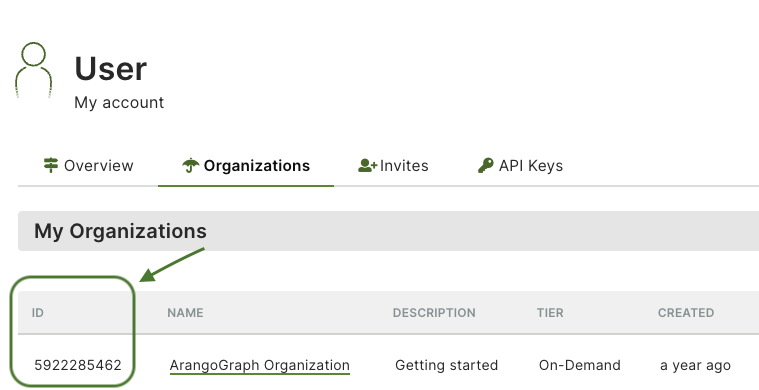 User
My account
Overview Organizations Invites API Keys
My Organizations
ID NAME DESCRIPTION TIER CREATED
5922285462 ArangoGraph Organization Getting started On-Demand a year ago